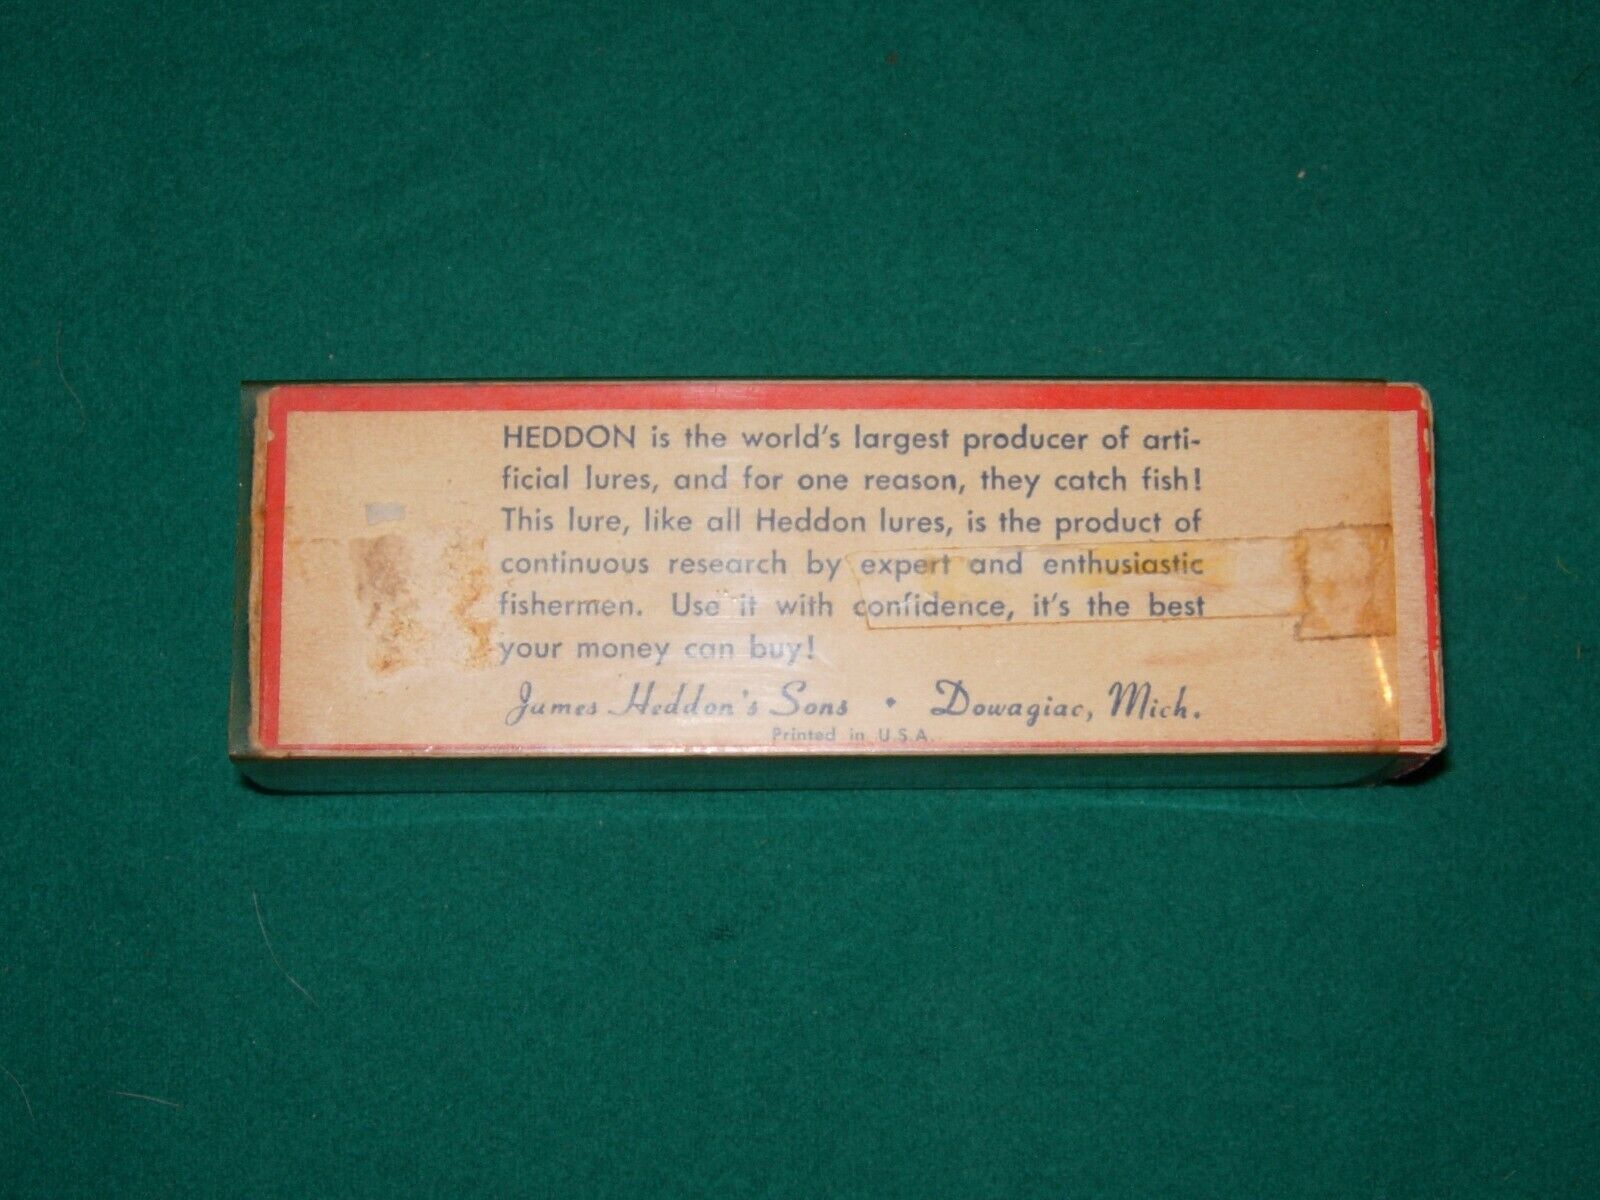 HEDDON is the world's largest producer of arti-
ficial lures, and for one reason, they catch fish!
This lure, like all Heddon lures, is the product of
continuous research by expert and enthusiastic
fishermen. Use it with confidence, it's the best
your money can buy!
James Heddon's Sons • Dowagiac, Mich.
Printed in U.S.A.